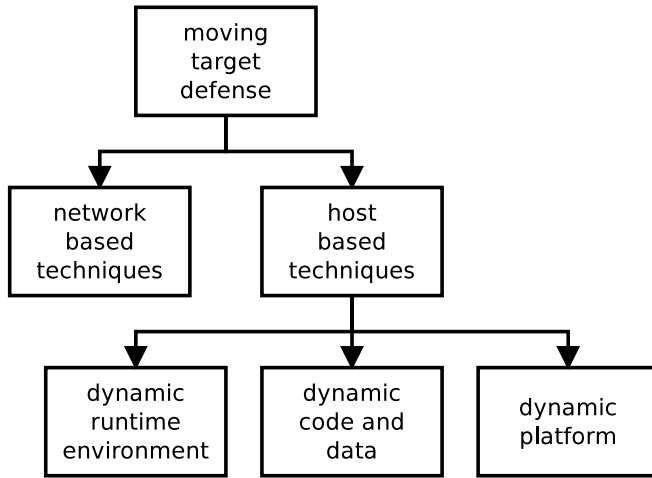 moving
target
defense
network
based
techniques
host
based
techniques
dynamic
runtime
environment
dynamic
code and
data
dynamic
platform